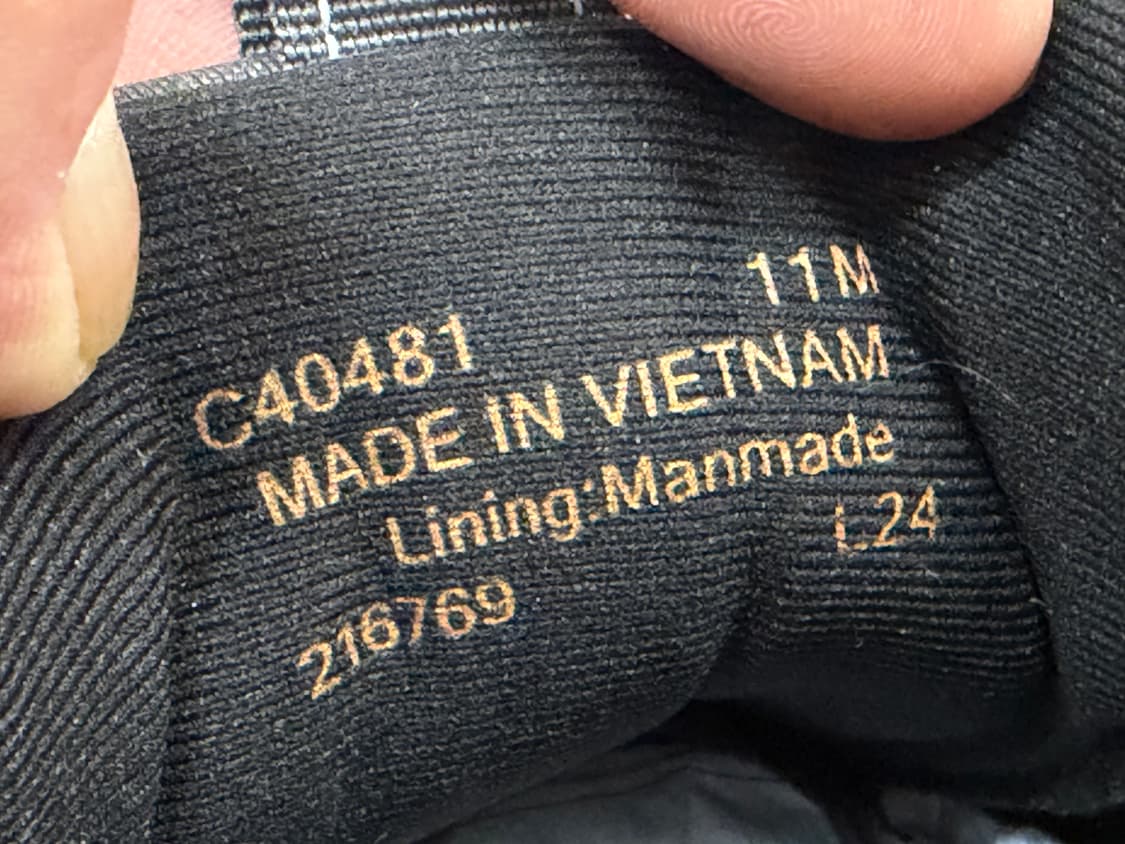 11M
C40481
MADE IN VIETNAM
Lining:Manmade
L24
216769